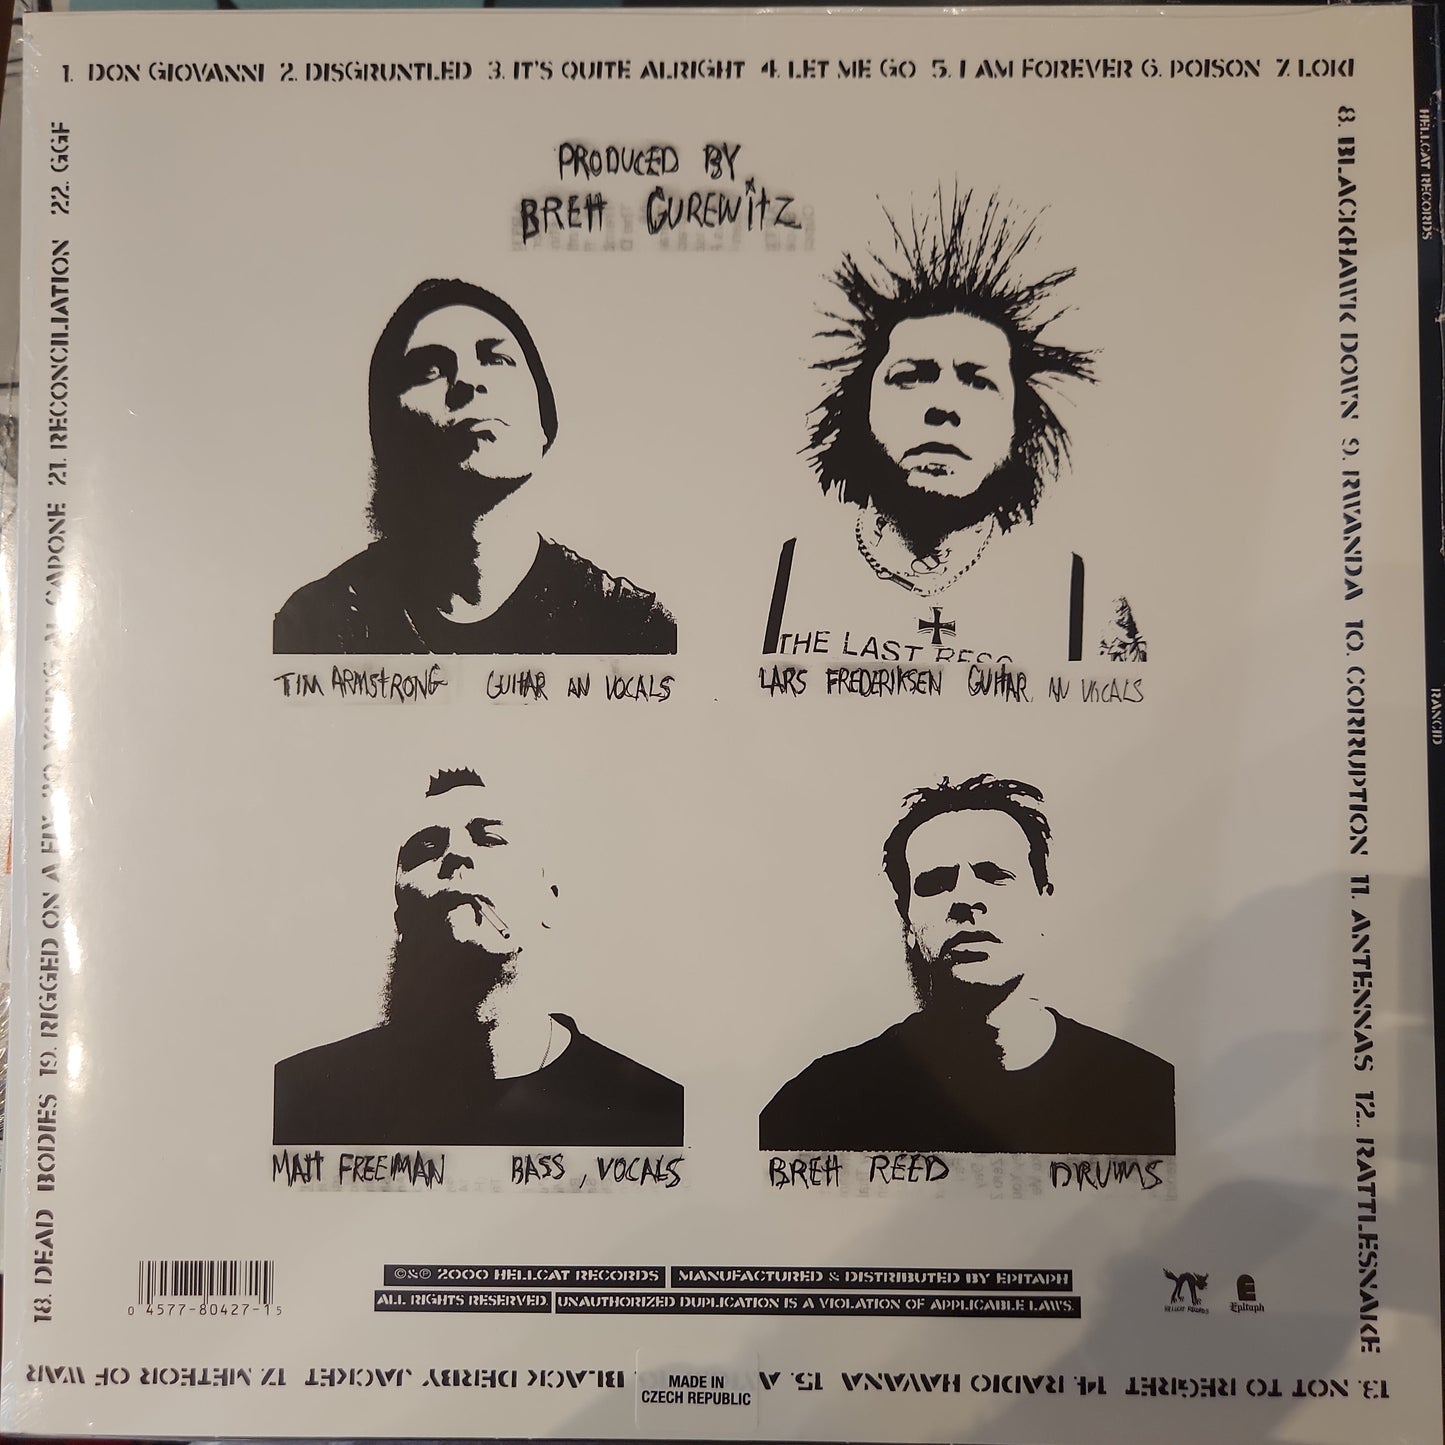 1. DON GIOVANNI 2. DISGRUNTLED 3. IT'S QUITE ALRIGHT 4. LET ME GO 5. I AM FOREVER 6. POISON 7. LOKI
8. BLACKHAWK DOWN 9. RWANDA 10. CORRUPTION 11. ANTENNAS 12. RATTLESNAKE
13. NOT TO REGRET 14. RADIO HAVANA 15. A
BLACK DERBY JACKET 17. METEOR OF WAR
18. DEAD BODIES 19. RIGGED ON A FIX 20. YOUNG AL CAPONE 21. RECONCILIATION 22. GGF
PRODUCED BY
BRETT GUREWITZ
THE LAST RESO
TIM ARMSTRONG GUITAR AN VOCALS
LARS FREDERIKSEN GUITAR AN VOCALS
MATT FREEMAN BASS, VOCALS
BRETT REED DRUMS
0 4577-80427-1 5
©&℗ 2000 HELLCAT RECORDS MANUFACTURED & DISTRIBUTED BY EPITAPH
ALL RIGHTS RESERVED. UNAUTHORIZED DUPLICATION IS A VIOLATION OF APPLICABLE LAWS.
HELLCAT RECORDS
Epitaph
MADE IN
CZECH REPUBLIC
HELLCAT RECORDS
RANCID